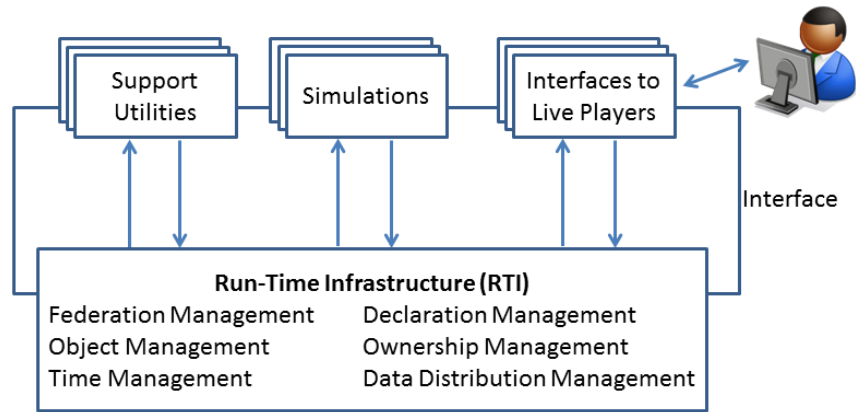 Support
Utilities
Simulations
Interfaces to
Live Players
Interface
Run-Time Infrastructure (RTI)
Federation Management
Declaration Management
Object Management
Ownership Management
Time Management
Data Distribution Management